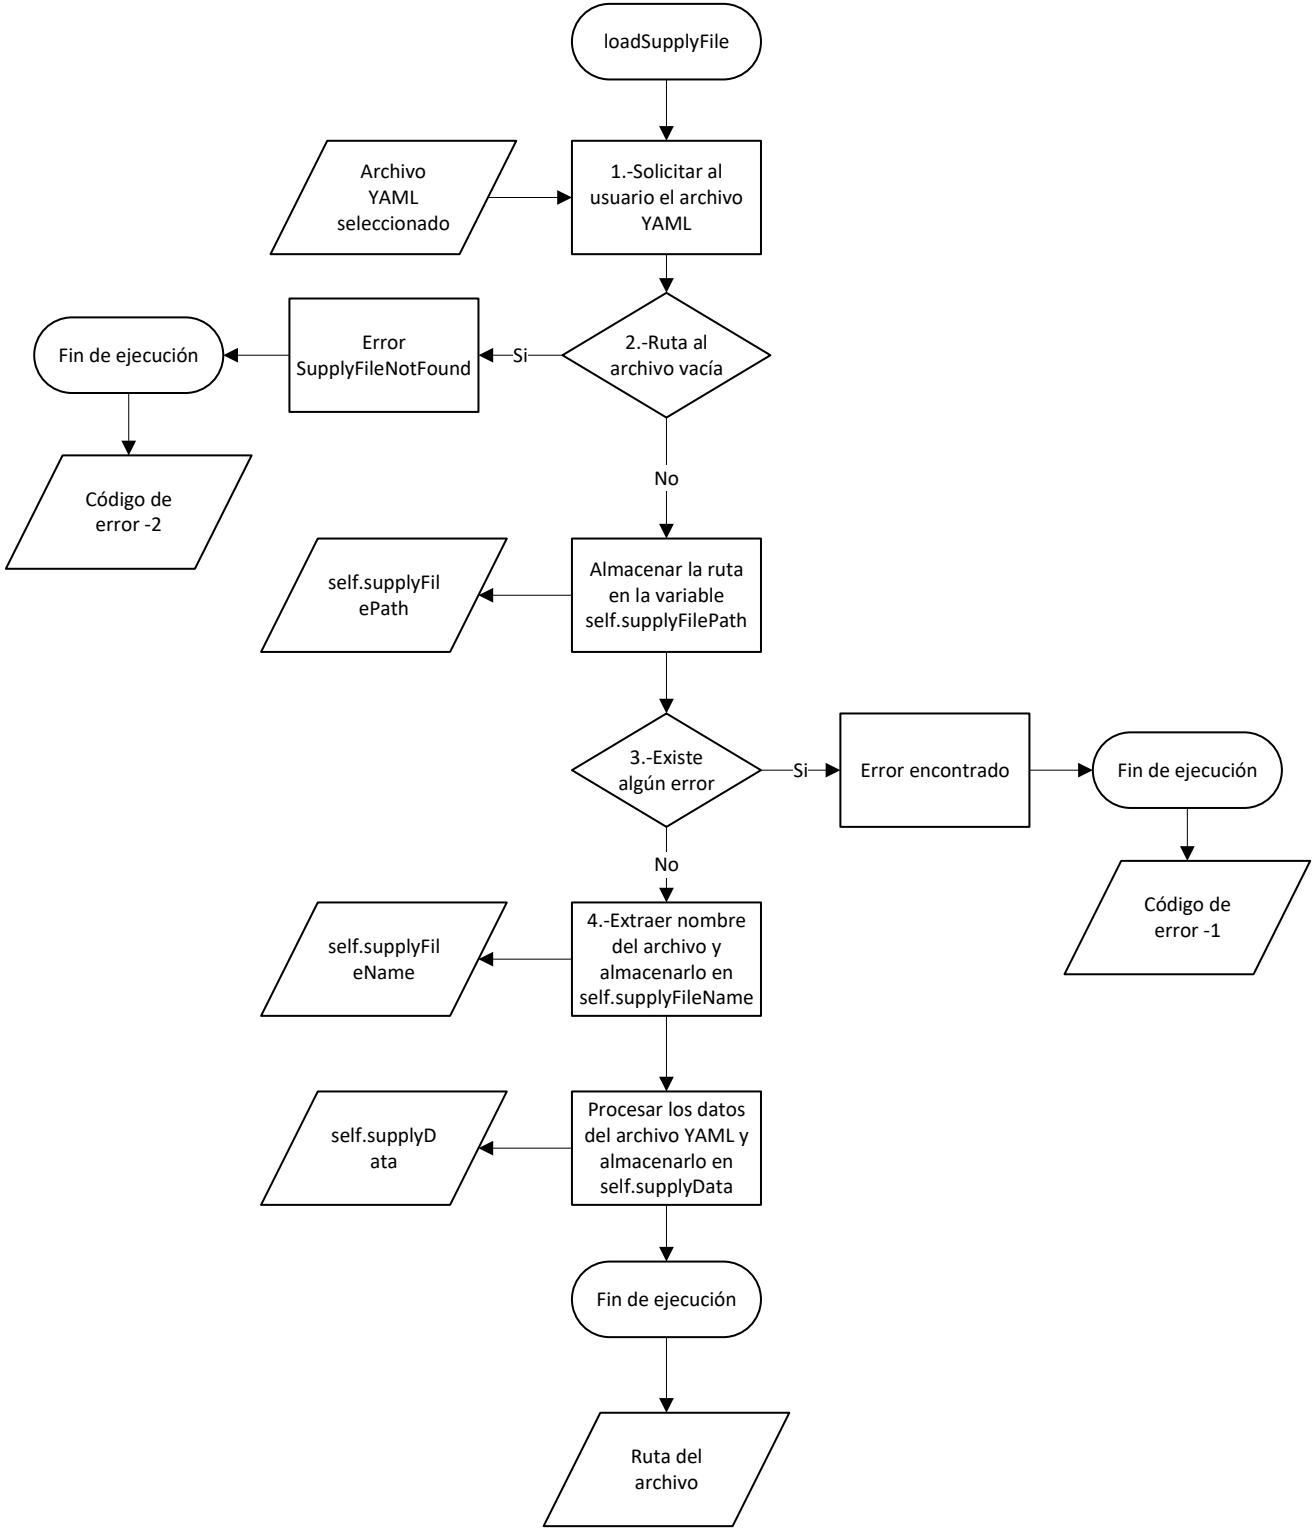 loadSupplyFile
Archivo
YAML
seleccionado
1.-Solicitar al
usuario el archivo
YAML
Fin de ejecución
Error
SupplyFileNotFound
Si
2.-Ruta al
archivo vacía
Código de
error -2
No
self.supplyFil
ePath
Almacenar la ruta
en la variable
self.supplyFilePath
3.-Existe
algún error
Si
Error encontrado
Fin de ejecución
No
Código de
error -1
self.supplyFil
eName
4.-Extraer nombre
del archivo y
almacenarlo en
self.supplyFileName
self.supplyD
ata
Procesar los datos
del archivo YAML y
almacenarlo en
self.supplyData
Fin de ejecución
Ruta del
archivo